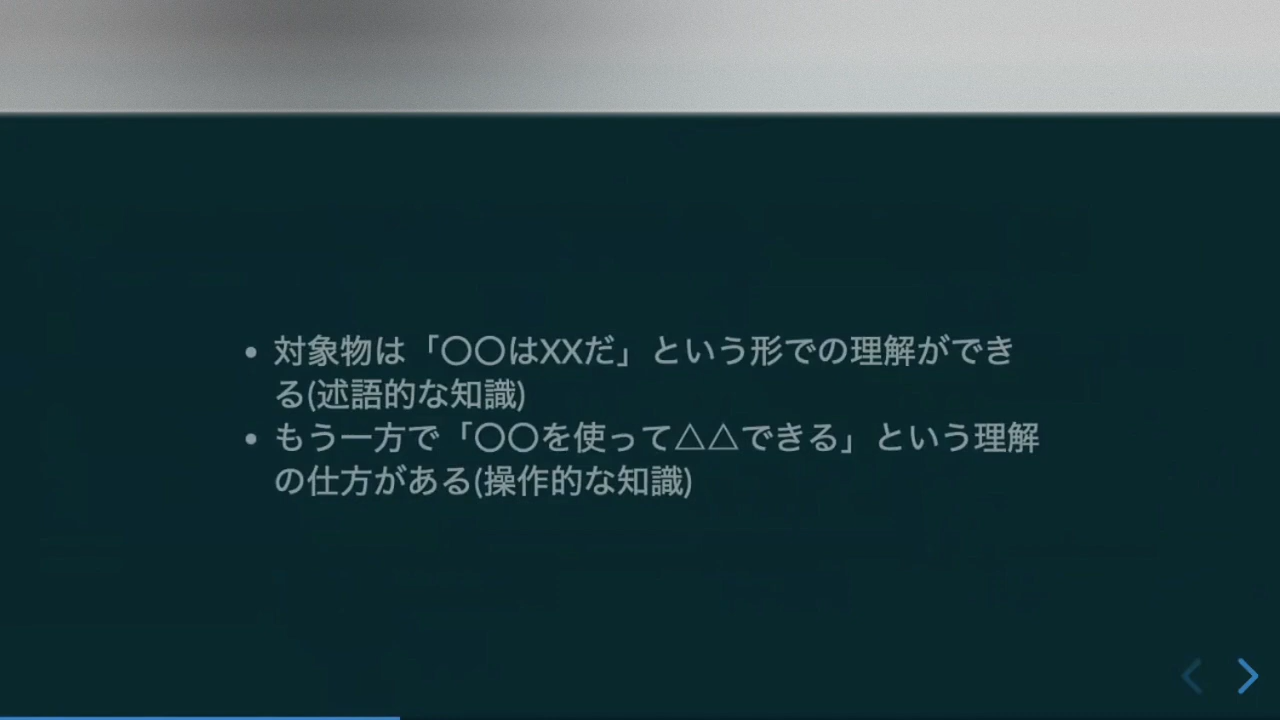 対象物は「〇〇はXXだ」という形での理解ができ
る(述語的な知識)
もう一方で「〇〇を使って△△できる」という理解
の仕方がある(操作的な知識)